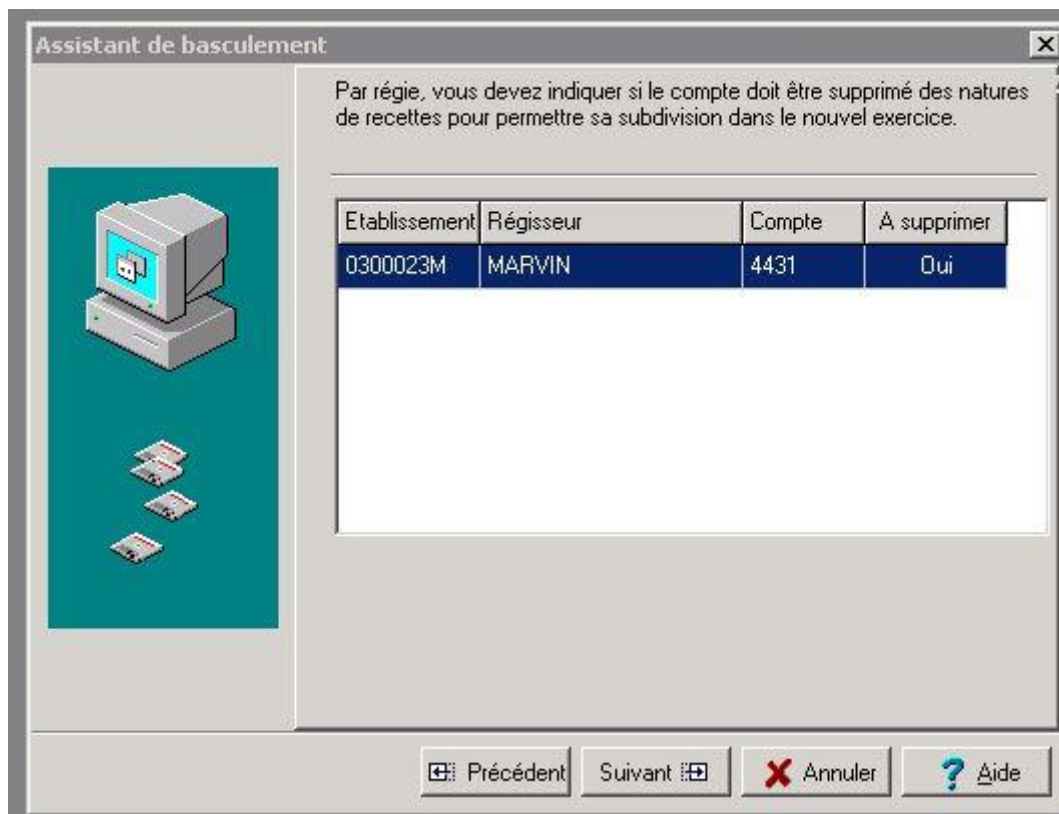 Assistant de basculement
Par régie, vous devez indiquer si le compte doit être supprimé des natures
de recettes pour permettre sa subdivision dans le nouvel exercice.
Etablissement Régisseur Compte A supprimer
0300023M MARVIN 4431 Oui
Précédent Suivant Annuler Aide